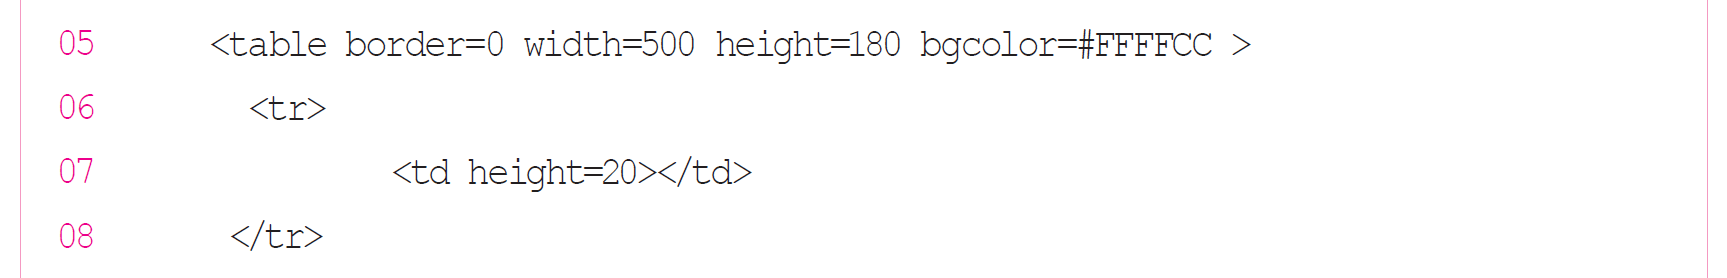 05 <table border=0 width=500 height=180 bgcolor=#FFFFCC >
06 <tr>
07 <td height=20></td>
08 </tr>